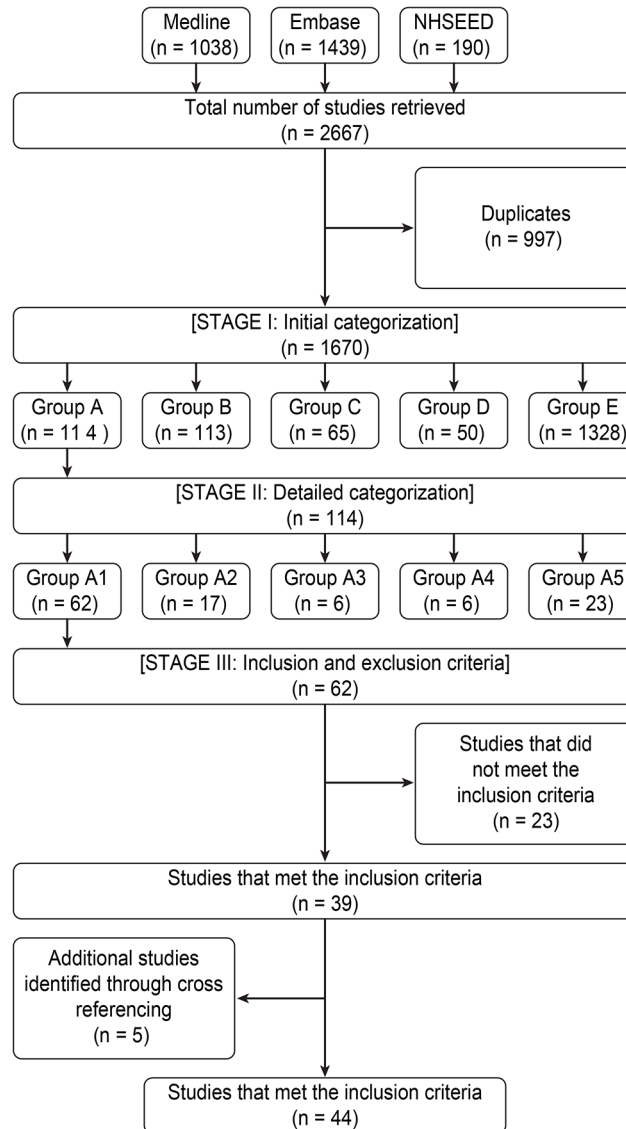 Medline
(n = 1038)
Embase
(n = 1439)
NHSEED
(n = 190)
Total number of studies retrieved
(n = 2667)
Duplicates
(n = 997)
[STAGE I: Initial categorization]
(n = 1670)
Group A
(n = 11 4 )
Group B
(n = 113)
Group C
(n = 65)
Group D
(n = 50)
Group E
(n = 1328)
[STAGE II: Detailed categorization]
(n = 114)
Group A1
(n = 62)
Group A2
(n = 17)
Group A3
(n = 6)
Group A4
(n = 6)
Group A5
(n = 23)
[STAGE III: Inclusion and exclusion criteria]
(n = 62)
Studies that did
not meet the
inclusion criteria
(n = 23)
Studies that met the inclusion criteria
(n = 39)
Additional studies
identified through cross
referencing
(n = 5)
Studies that met the inclusion criteria
(n = 44)